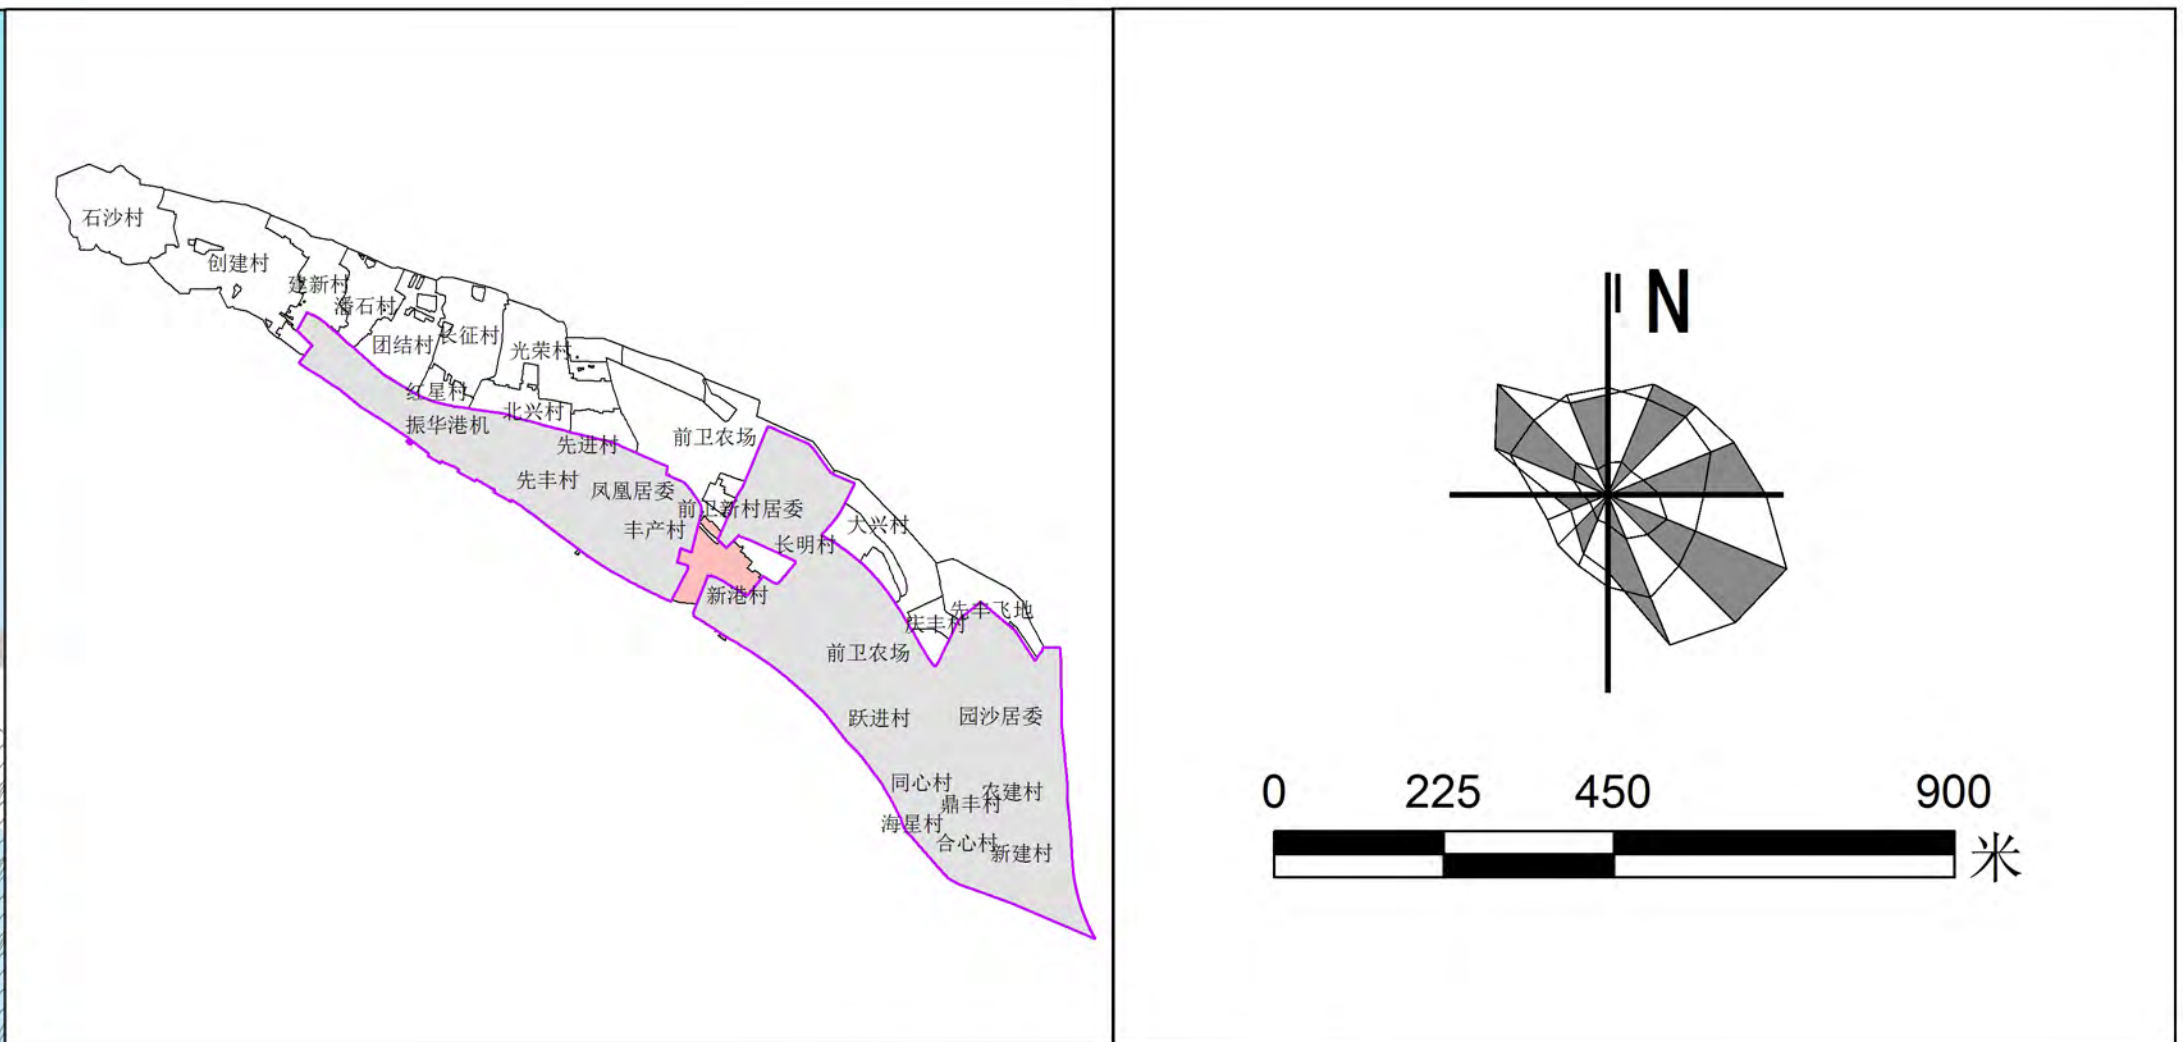 石沙村
创建村
建新村
潘石村
团结村
长征村
光荣村
红星村
北兴村
振华港机
先进村
前卫农场
先丰村
凤凰居委
前卫新村居委
丰产村
大兴村
长明村
新港村
先丰飞地
庆丰村
前卫农场
跃进村
园沙居委
同心村
农建村
鼎丰村
海星村
合心村
新建村
N
0 225 450 900
米